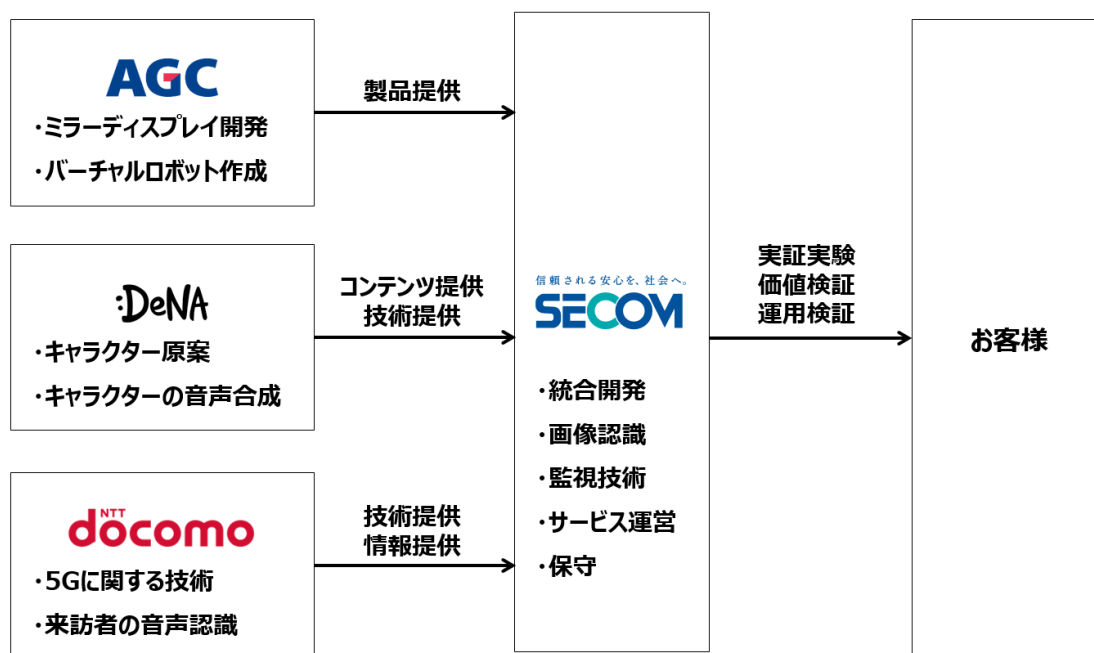 AGC
・ミラーディスプレイ開発
・バーチャルロボット作成
製品提供
:DeNA
・キャラクター原案
・キャラクターの音声合成
コンテンツ提供
技術提供
NTT
docomo
・5Gに関する技術
・来訪者の音声認識
技術提供
情報提供
信頼される安心を、社会へ。
SECOM
・統合開発
・画像認識
・監視技術
・サービス運営
・保守
実証実験
価値検証
運用検証
お客様